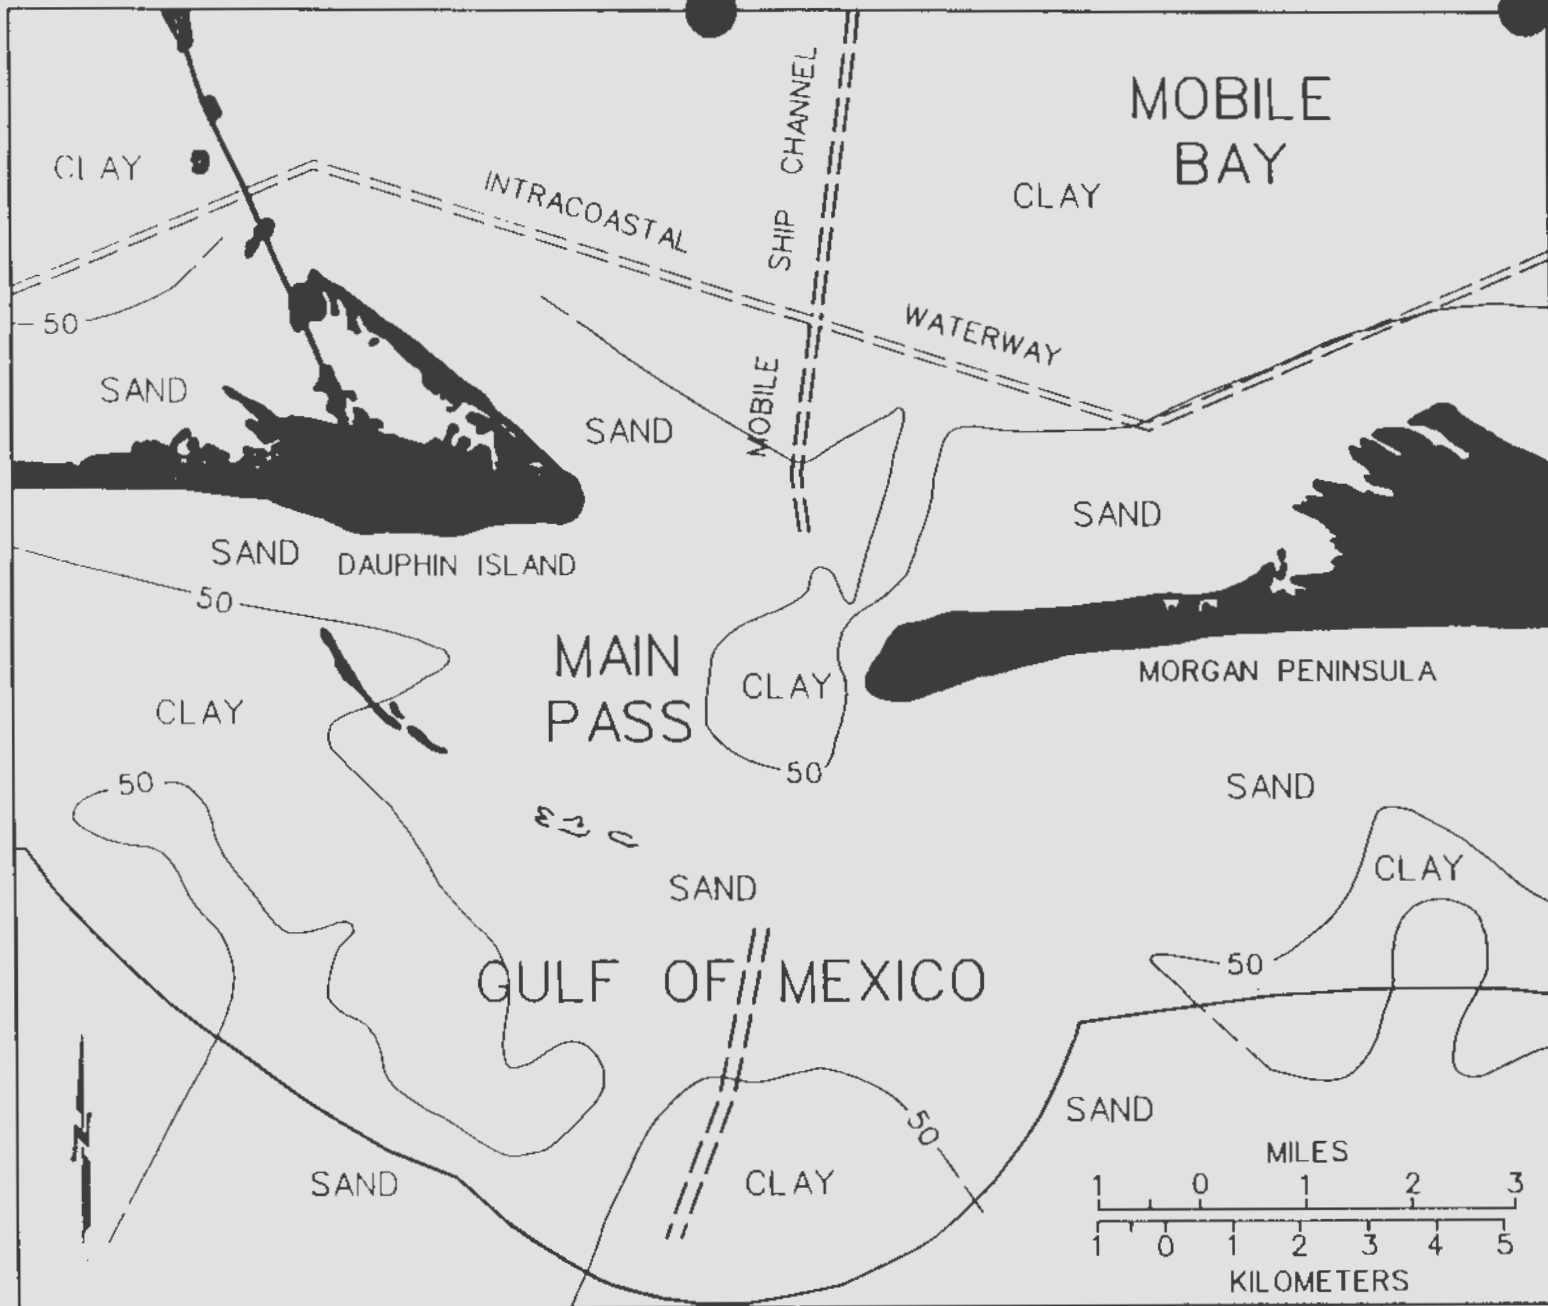 MOBILE
BAY
CLAY
CLAY
INTRACOASTAL
WATERWAY
MOBILE SHIP CHANNEL
50
SAND
SAND
SAND
SAND
DAUPHIN ISLAND
50
MAIN
PASS
CLAY
MORGAN PENINSULA
CLAY
50
50
SAND
CLAY
SAND
GULF OF MEXICO
50
SAND
50
CLAY
SAND
N
MILES
1 0 1 2 3
1 0 1 2 3 4 5
KILOMETERS